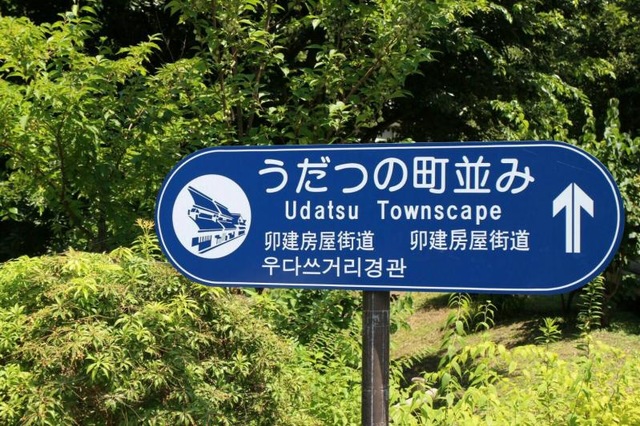 うだつの町並み
Udatsu Townscape
卯建房屋街道 卯建房屋街道
우다쓰거리경관